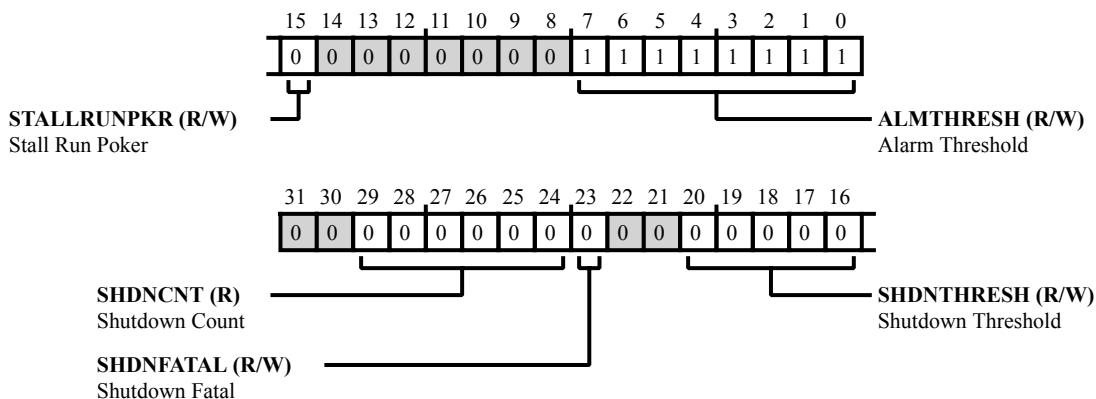 15 14 13 12 11 10 9 8 7 6 5 4 3 2 1 0
0 0 0 0 0 0 0 0 1 1 1 1 1 1 1 1
STALLRUNPKR (R/W)
Stall Run Poker
ALMTHRESH (R/W)
Alarm Threshold
31 30 29 28 27 26 25 24 23 22 21 20 19 18 17 16
0 0 0 0 0 0 0 0 0 0 0 0 0 0 0 0
SHDNCNT (R)
Shutdown Count
SHDNTHRESH (R/W)
Shutdown Threshold
SHDNFATAL (R/W)
Shutdown Fatal